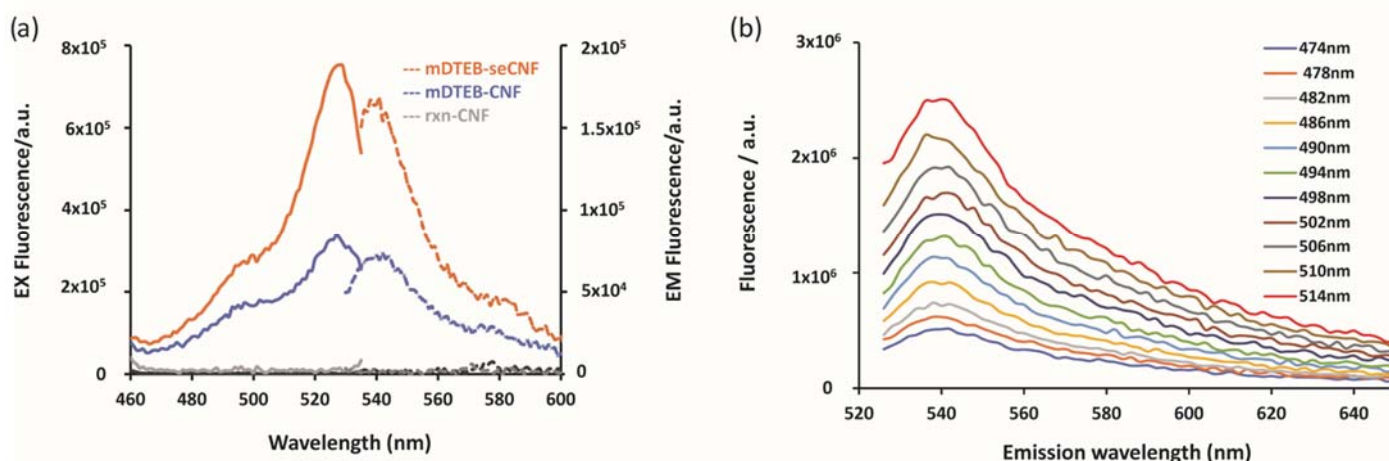 (a)
8x10⁵
6x10⁵
4x10⁵
2x10⁵
0
EX Fluorescence/a.u.
460 480 500 520 540 560 580 600
Wavelength (nm)
2x10⁵
1.5x10⁵
1x10⁵
5x10⁴
0
EM Fluorescence/a.u.
mDTEB-seCNF
mDTEB-CNF
rxn-CNF
(b)
3x10⁶
2x10⁶
1x10⁶
0
Fluorescence / a.u.
520 540 560 580 600 620 640
Emission wavelength (nm)
474nm
478nm
482nm
486nm
490nm
494nm
498nm
502nm
506nm
510nm
514nm